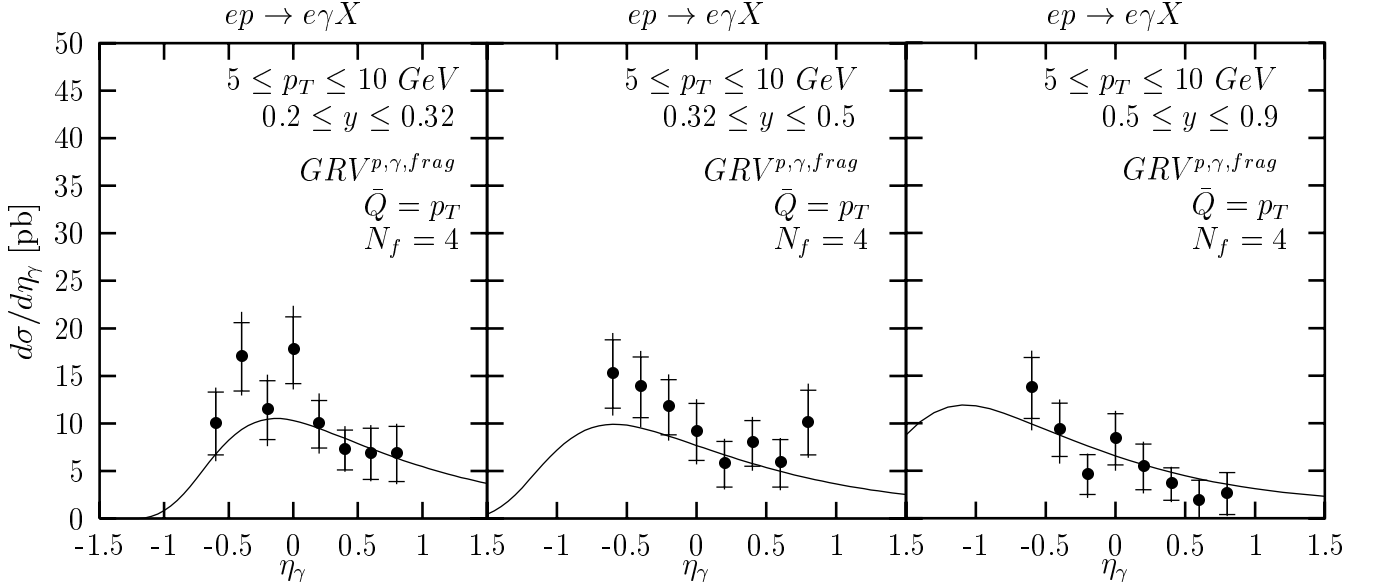 ep → eγX ep → eγX ep → eγX
50
45
40
35
30
25
20
15
10
5
0
dσ/dη_γ [pb]
5 ≤ p_T ≤ 10 GeV
0.2 ≤ y ≤ 0.32
GRV^{p,γ,frag}
Q̄ = p_T
N_f = 4
5 ≤ p_T ≤ 10 GeV
0.32 ≤ y ≤ 0.5
GRV^{p,γ,frag}
Q̄ = p_T
N_f = 4
5 ≤ p_T ≤ 10 GeV
0.5 ≤ y ≤ 0.9
GRV^{p,γ,frag}
Q̄ = p_T
N_f = 4
-1.5 -1 -0.5 0 0.5 1 1.5 -1 -0.5 0 0.5 1 1.5 -1 -0.5 0 0.5 1 1.5
η_γ η_γ η_γ